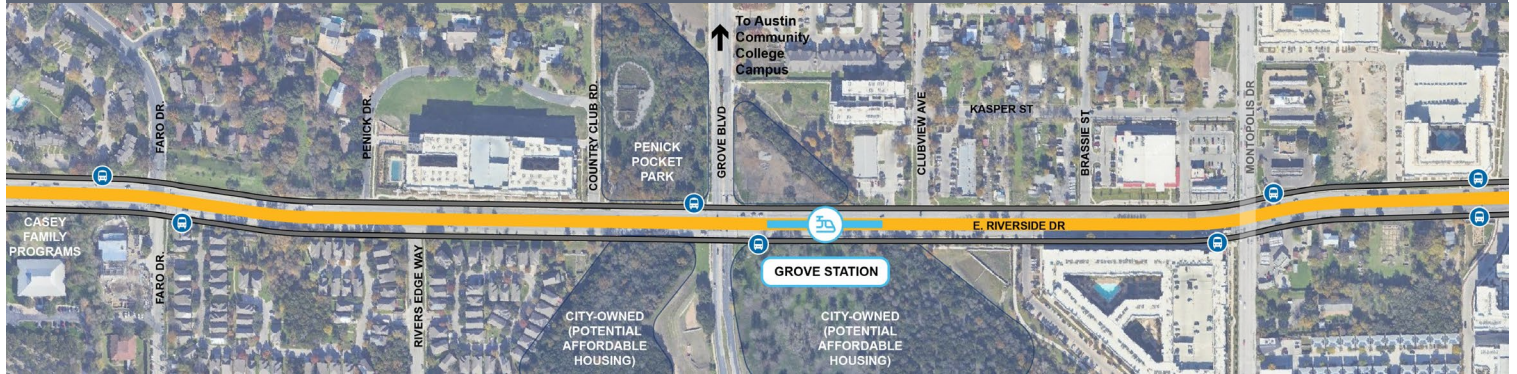 To Austin
Community
College
Campus
FARO DR.
PENICK DR.
COUNTRY CLUB RD.
PENICK
POCKET
PARK
GROVE BLVD
CLUBVIEW AVE
KASPER ST
BRASSIE ST
MONTOPOLIS DR
E. RIVERSIDE DR
CASEY
FAMILY
PROGRAMS
FARO DR.
RIVERS EDGE WAY
GROVE STATION
CITY-OWNED
(POTENTIAL
AFFORDABLE
HOUSING)
CITY-OWNED
(POTENTIAL
AFFORDABLE
HOUSING)